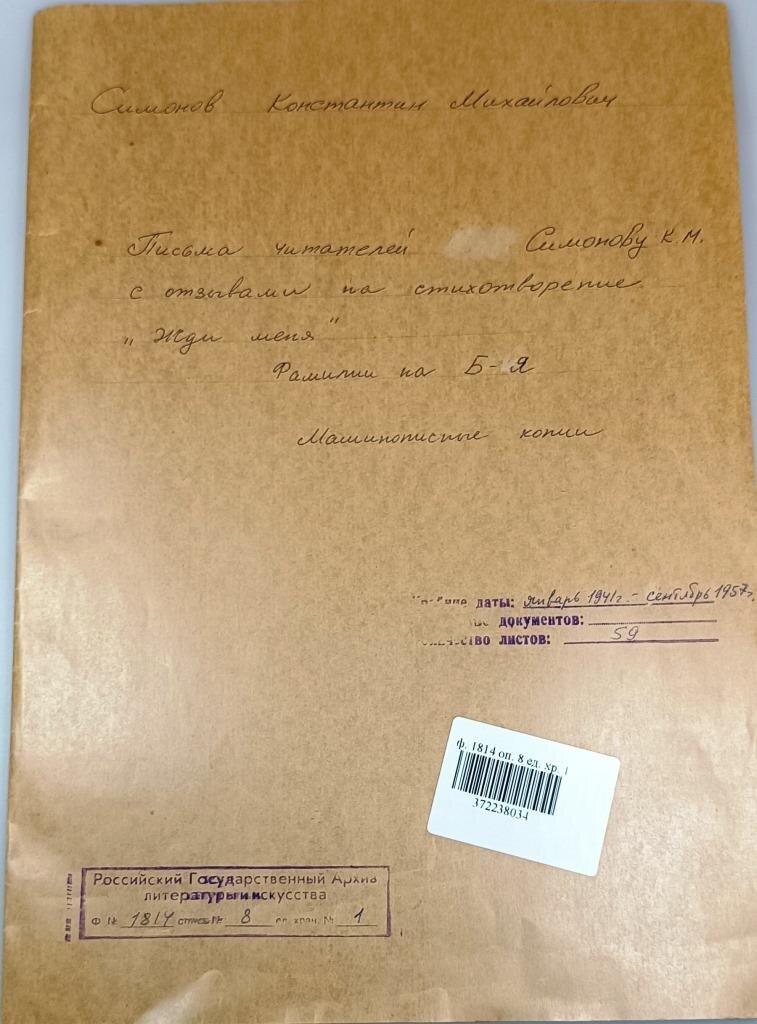 Симонов Константин Михайлович
Письма читателей Симонову К.М.
с отзывами на стихотворение
„Жди меня"
Фамилии на Б-Я
Машинописные копии
даты: январь 1941г. - сентябрь 1957г.
документов:
листов: 59
ф. 1814 оп. 8 ед. хр. 1
372238034
Российский Государственный Архив
литературы и искусства
Ф № 1814 опись № 8 ед. хран. № 1